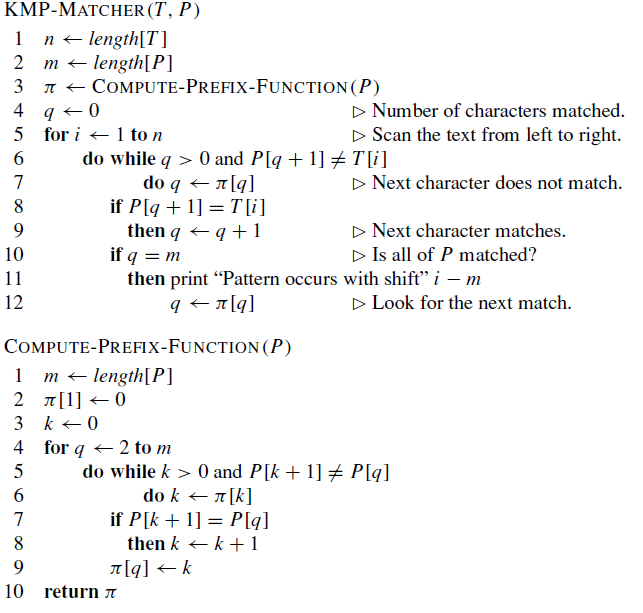 KMP-MATCHER(T, P)
1 n ← length[T]
2 m ← length[P]
3 π ← COMPUTE-PREFIX-FUNCTION(P)
4 q ← 0 ▷ Number of characters matched.
5 for i ← 1 to n ▷ Scan the text from left to right.
6 do while q > 0 and P[q + 1] ≠ T[i]
7 do q ← π[q] ▷ Next character does not match.
8 if P[q + 1] = T[i]
9 then q ← q + 1 ▷ Next character matches.
10 if q = m ▷ Is all of P matched?
11 then print “Pattern occurs with shift” i − m
12 q ← π[q] ▷ Look for the next match.
COMPUTE-PREFIX-FUNCTION(P)
1 m ← length[P]
2 π[1] ← 0
3 k ← 0
4 for q ← 2 to m
5 do while k > 0 and P[k + 1] ≠ P[q]
6 do k ← π[k]
7 if P[k + 1] = P[q]
8 then k ← k + 1
9 π[q] ← k
10 return π